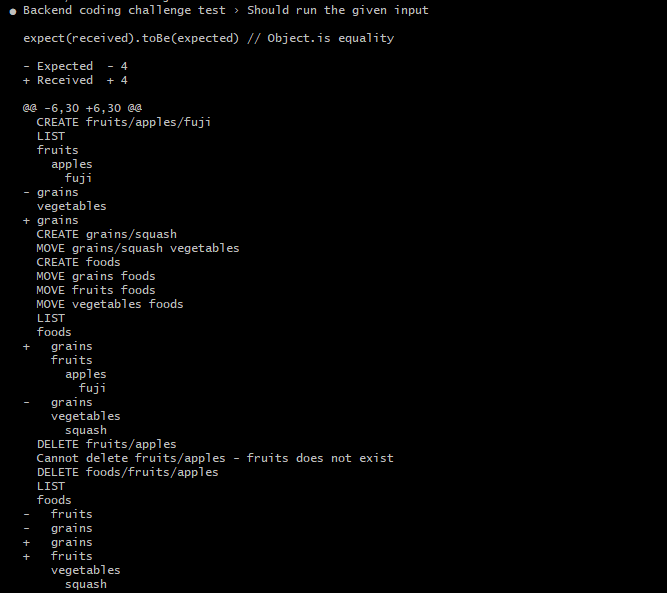 ● Backend coding challenge test › Should run the given input
expect(received).toBe(expected) // Object.is equality
- Expected  - 4
+ Received  + 4
@@ -6,30 +6,30 @@
  CREATE fruits/apples/fuji
  LIST
  fruits
    apples
      fuji
- grains
  vegetables
+ grains
  CREATE grains/squash
  MOVE grains/squash vegetables
  CREATE foods
  MOVE grains foods
  MOVE fruits foods
  MOVE vegetables foods
  LIST
  foods
+   grains
    fruits
      apples
        fuji
-   grains
    vegetables
      squash
  DELETE fruits/apples
  Cannot delete fruits/apples - fruits does not exist
  DELETE foods/fruits/apples
  LIST
  foods
-   fruits
-   grains
+   grains
+   fruits
    vegetables
      squash